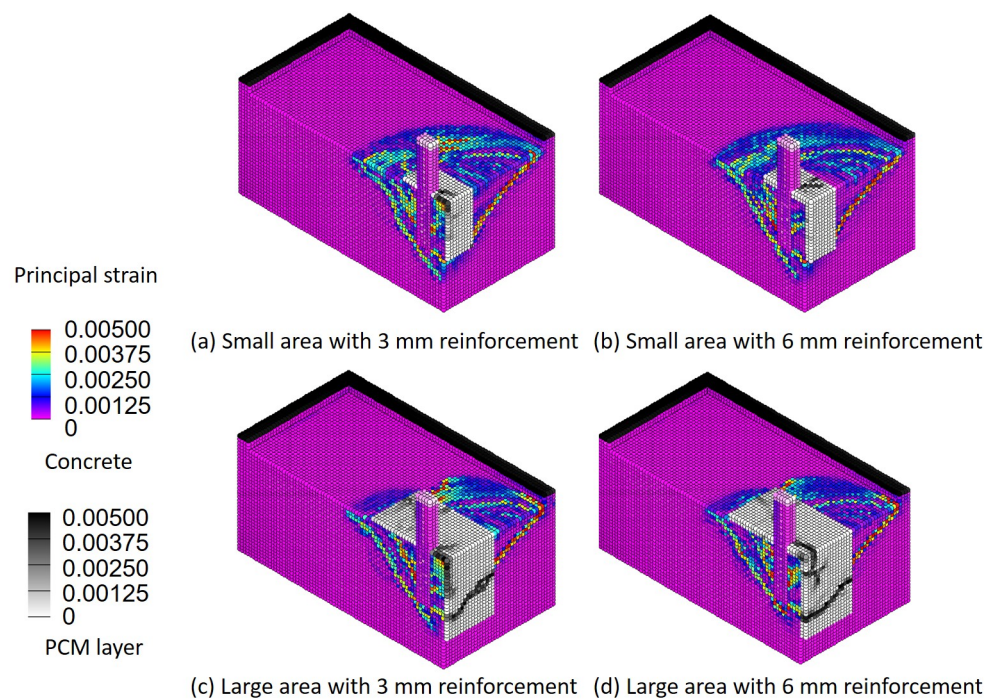 (a) Small area with 3 mm reinforcement
(b) Small area with 6 mm reinforcement
Principal strain
0.00500
0.00375
0.00250
0.00125
0
Concrete
0.00500
0.00375
0.00250
0.00125
0
PCM layer
(c) Large area with 3 mm reinforcement
(d) Large area with 6 mm reinforcement